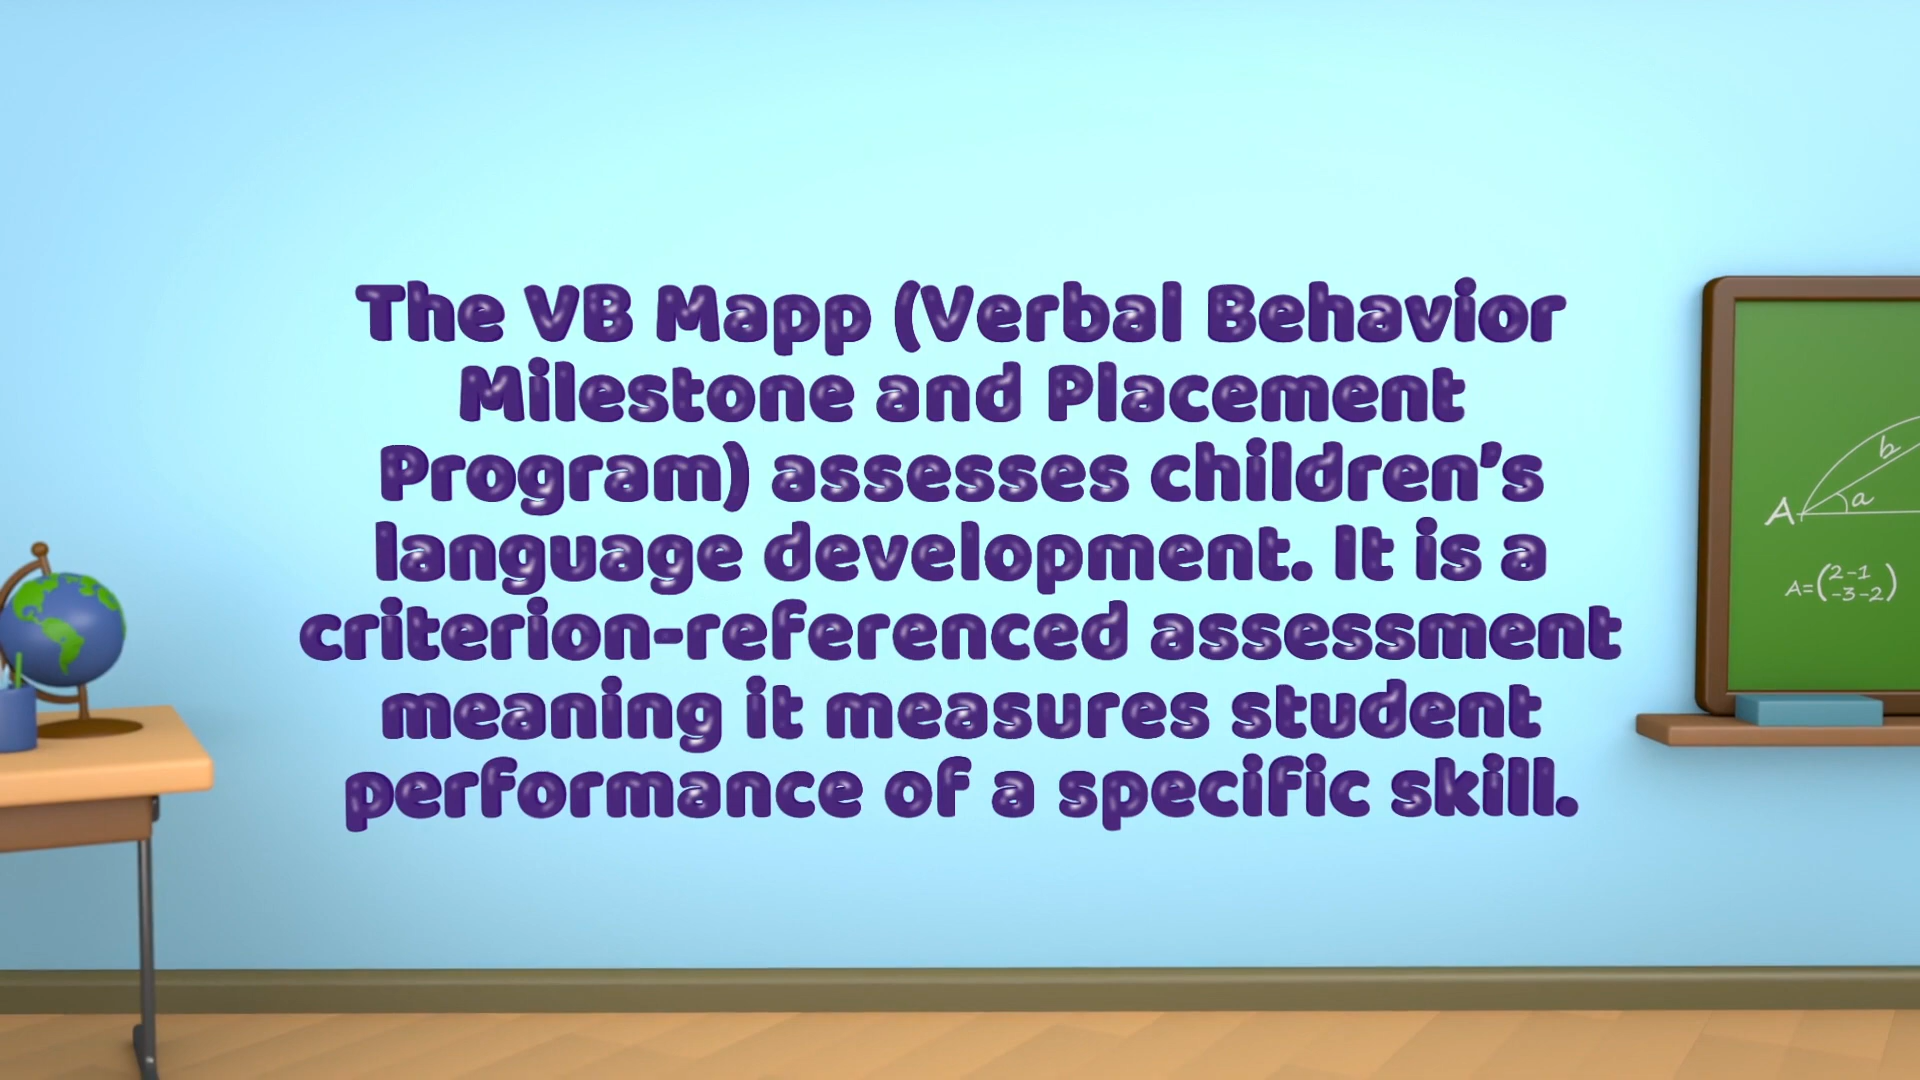 The VB Mapp (Verbal Behavior
Milestone and Placement
Program) assesses children’s
language development. It is a
criterion-referenced assessment
meaning it measures student
performance of a specific skill.
b
A a
A=(2-1
-3-2)